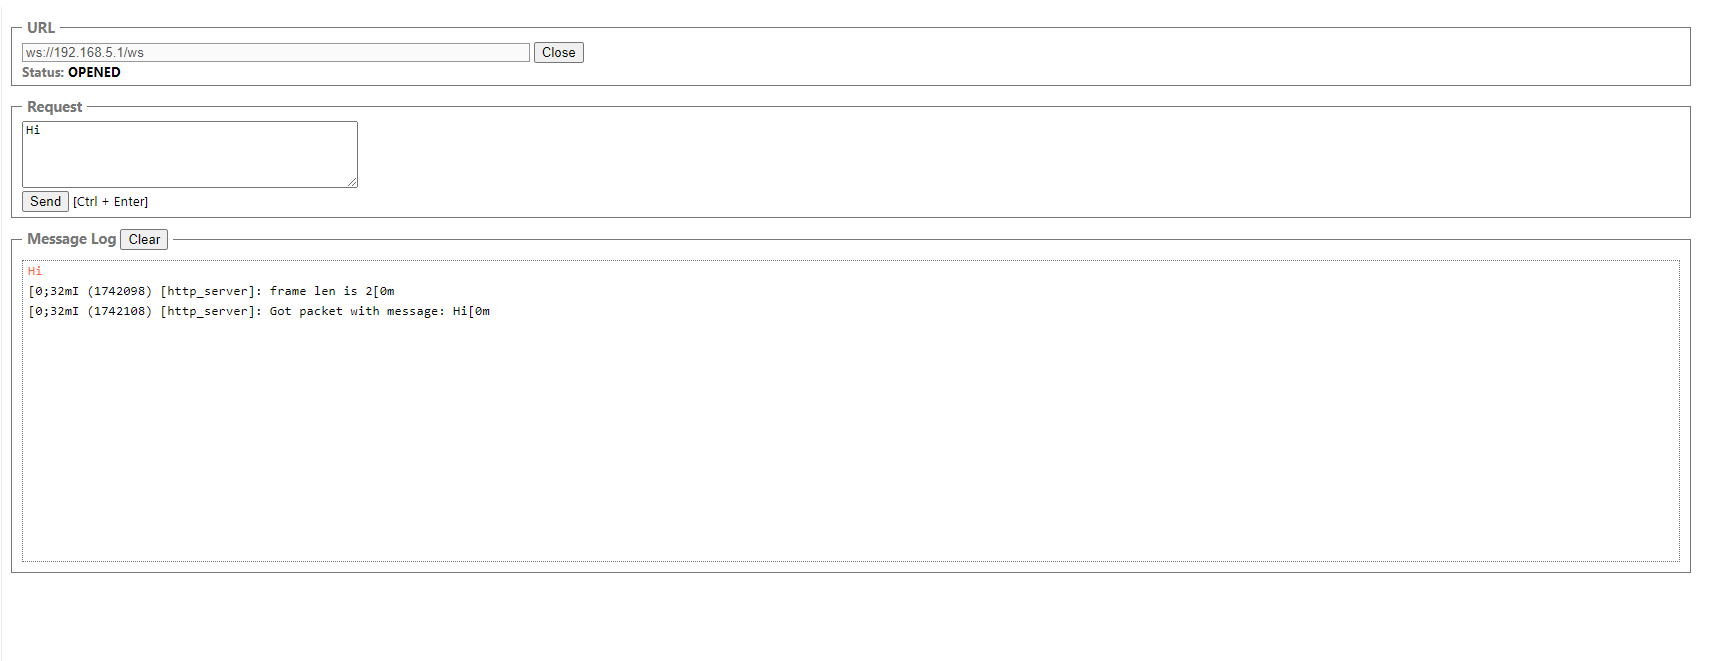 URL
ws://192.168.5.1/ws Close
Status: OPENED
Request
Hi
Send [Ctrl + Enter]
Message Log Clear
Hi
[0;32mI (1742098) [http_server]: frame len is 2[0m
[0;32mI (1742108) [http_server]: Got packet with message: Hi[0m